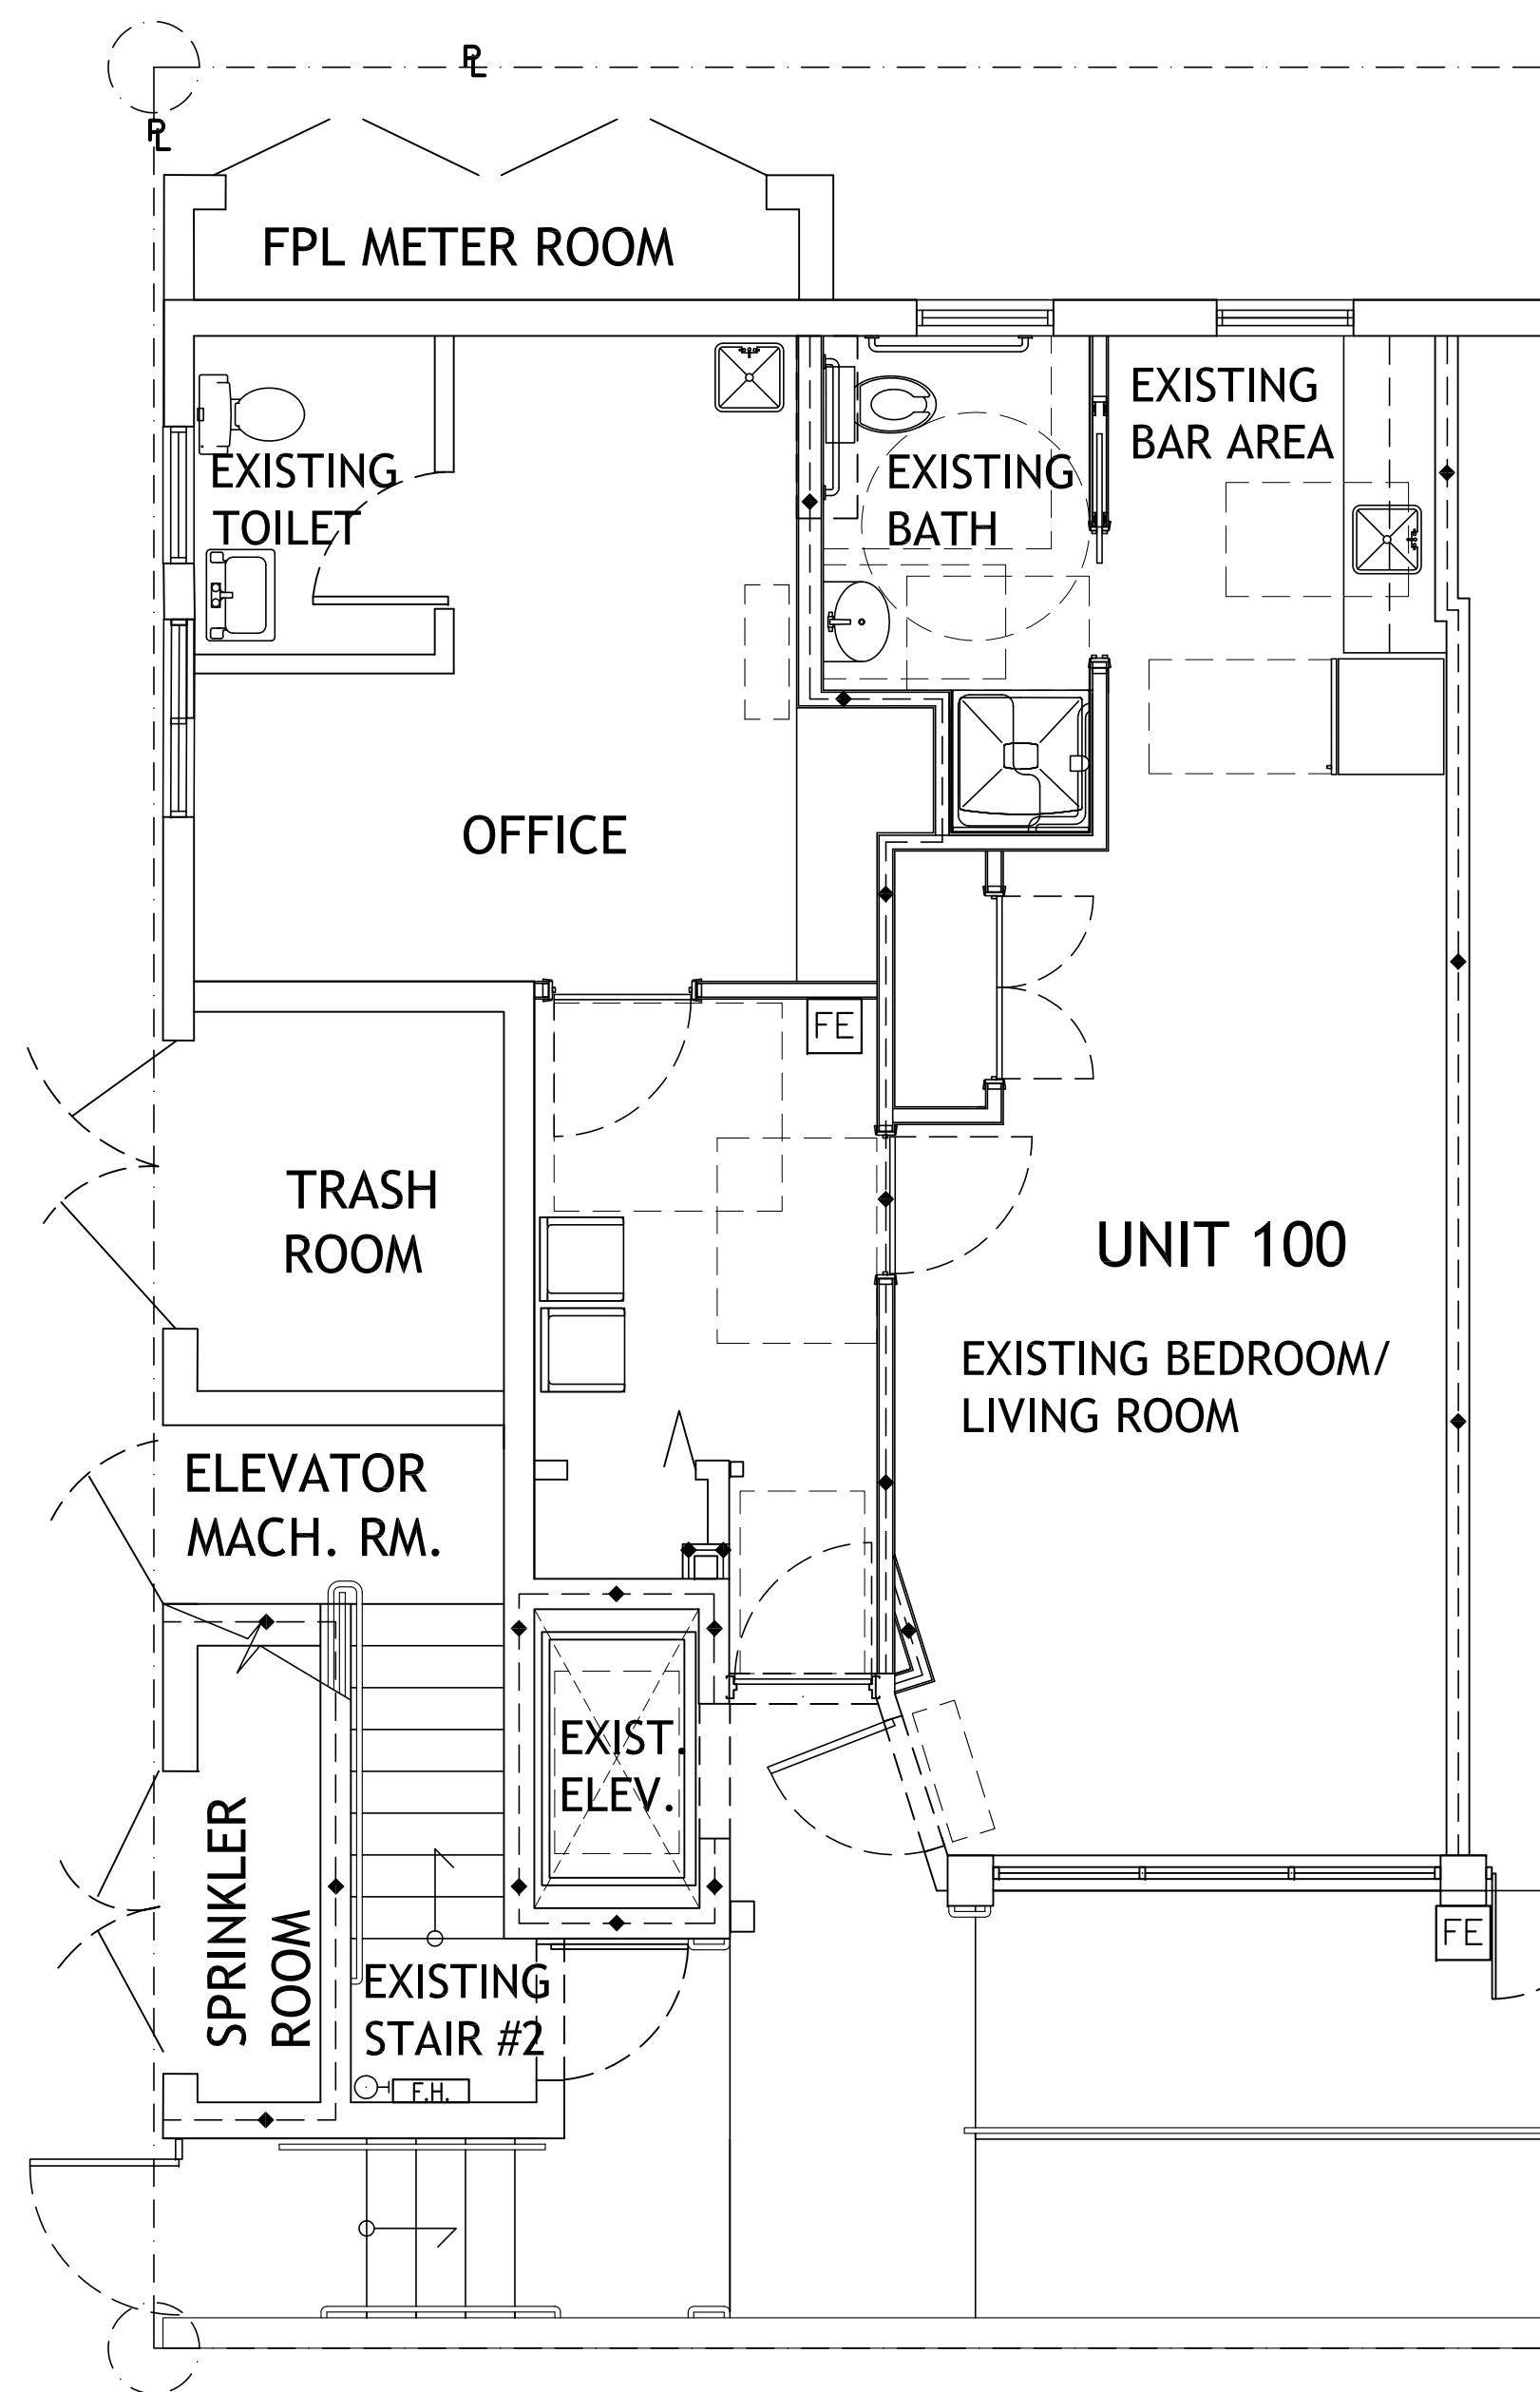 PL
PL
FPL METER ROOM
EXISTING
TOILET
EXISTING
BATH
EXISTING
BAR AREA
OFFICE
FE
TRASH
ROOM
UNIT 100
EXISTING BEDROOM/
LIVING ROOM
ELEVATOR
MACH. RM.
EXIST.
ELEV.
SPRINKLER
ROOM
FE
EXISTING
STAIR #2
F.H.